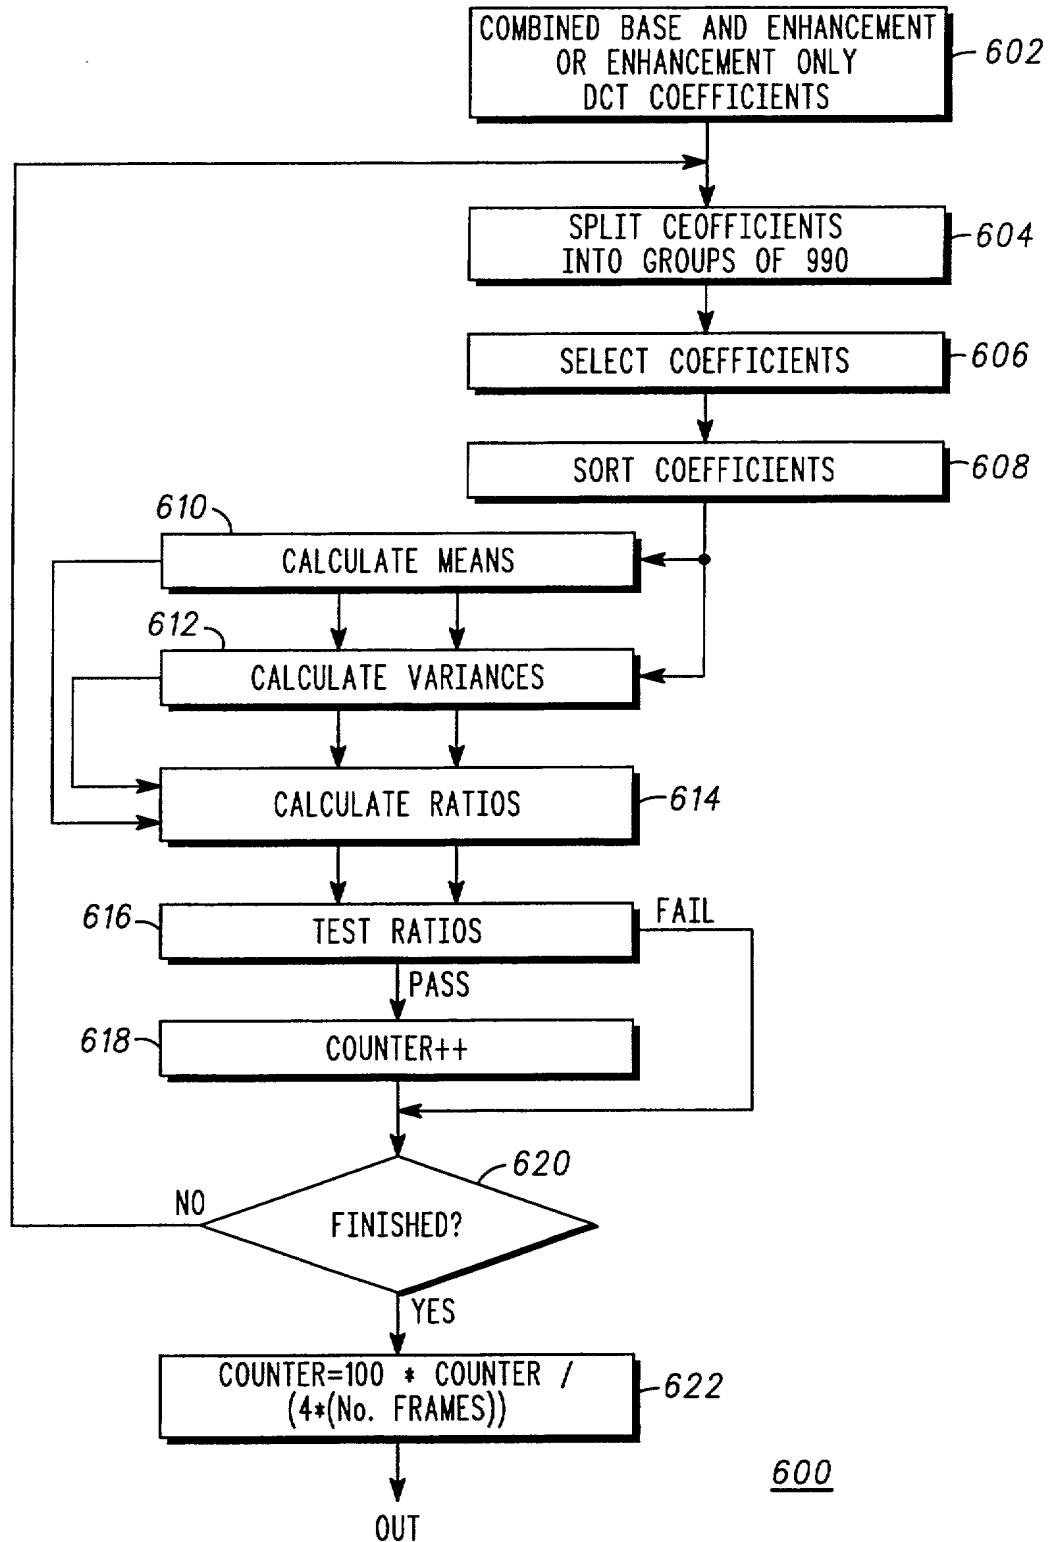 COMBINED BASE AND ENHANCEMENT
OR ENHANCEMENT ONLY
DCT COEFFICIENTS
602
SPLIT CEOFFICIENTS
INTO GROUPS OF 990
604
SELECT COEFFICIENTS
606
SORT COEFFICIENTS
608
610
CALCULATE MEANS
612
CALCULATE VARIANCES
CALCULATE RATIOS
614
616
TEST RATIOS
FAIL
PASS
618
COUNTER++
620
NO
FINISHED?
YES
COUNTER=100 * COUNTER /
(4*(No. FRAMES))
622
600
OUT